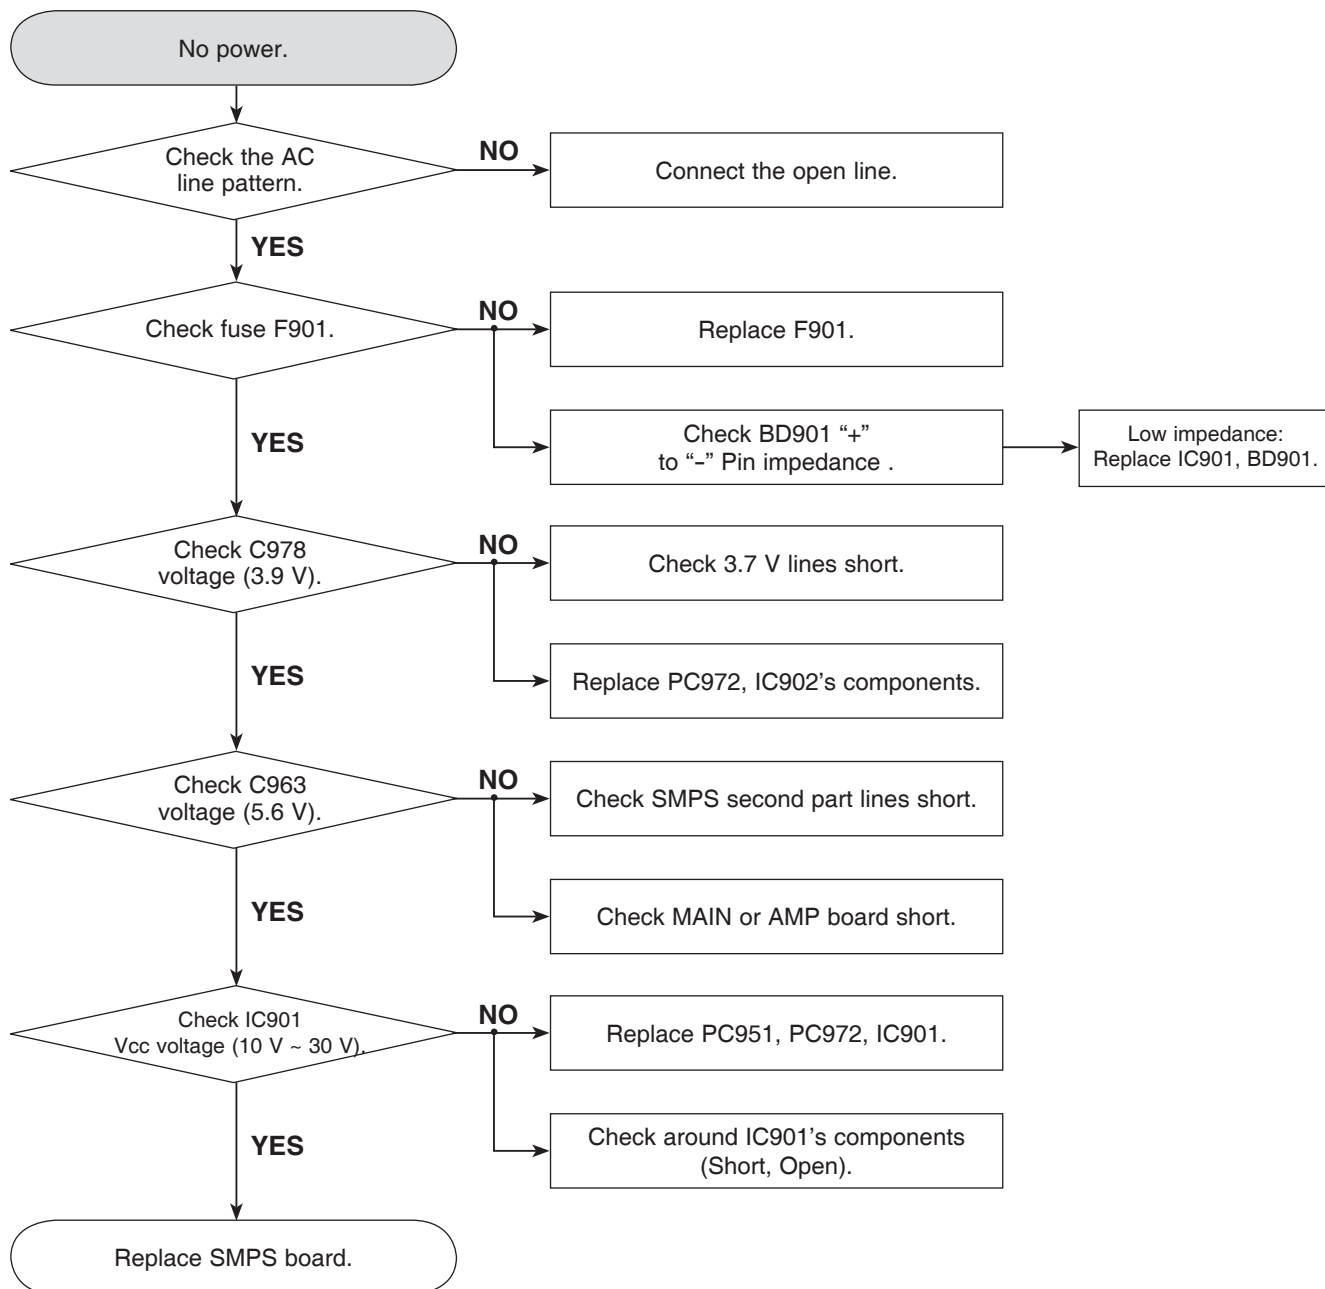 No power.
Check the AC
line pattern.
NO
Connect the open line.
YES
Check fuse F901.
NO
Replace F901.
Check BD901 “+”
to “-” Pin impedance .
Low impedance:
Replace IC901, BD901.
YES
Check C978
voltage (3.9 V).
NO
Check 3.7 V lines short.
Replace PC972, IC902’s components.
YES
Check C963
voltage (5.6 V).
NO
Check SMPS second part lines short.
Check MAIN or AMP board short.
YES
Check IC901
Vcc voltage (10 V ~ 30 V).
NO
Replace PC951, PC972, IC901.
Check around IC901’s components
(Short, Open).
YES
Replace SMPS board.